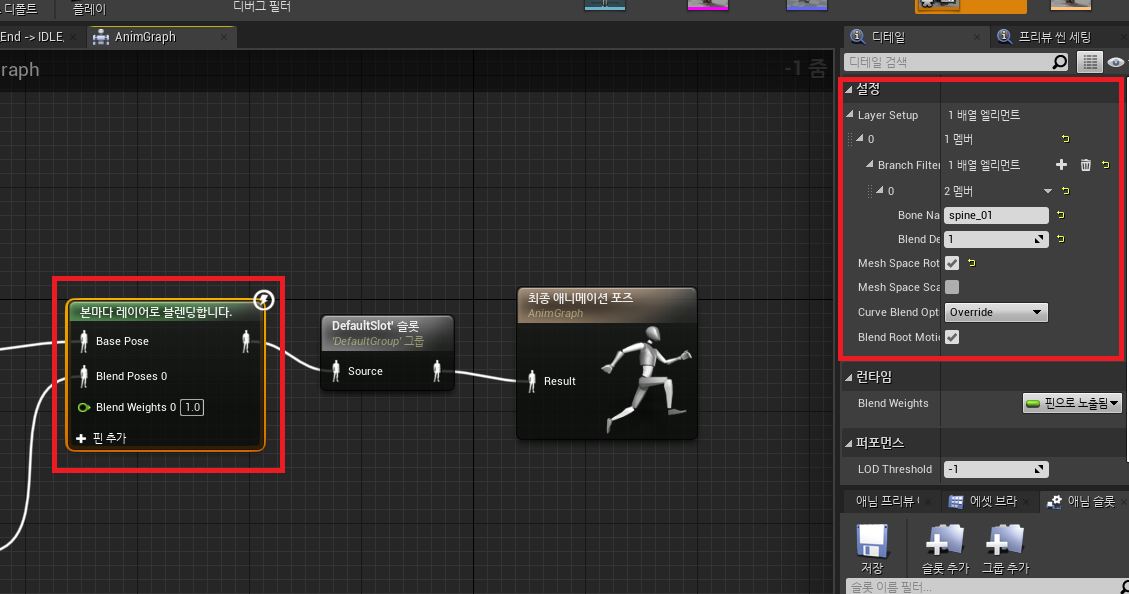 디폴트
플레이
디버그 필터
End -> IDLE,
AnimGraph
raph
-1 줌
본마다 레이어로 블렌딩합니다.
Base Pose
Blend Poses 0
Blend Weights 0 1.0
핀 추가
DefaultSlot' 슬롯
'DefaultGroup' 그룹
Source
최종 애니메이션 포즈
AnimGraph
Result
디테일
프리뷰 씬 세팅
디테일 검색
설정
Layer Setup 1 배열 엘리먼트
0 1 멤버
Branch Filter 1 배열 엘리먼트
0 2 멤버
Bone Na spine_01
Blend De 1
Mesh Space Rot
Mesh Space Sca
Curve Blend Opt Override
Blend Root Motio
런타임
Blend Weights 핀으로 노출됨
퍼포먼스
LOD Threshold -1
애님 프리뷰
에셋 브라
애님 슬롯
저장
슬롯 추가
그룹 추가
슬롯 이름 필터...